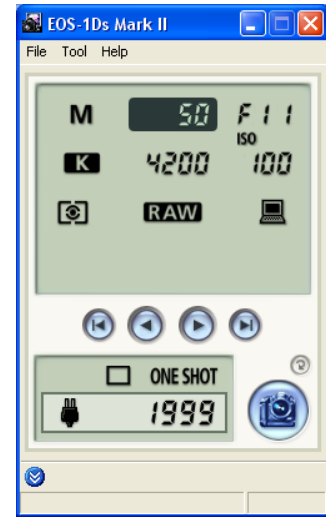 EOS-1Ds Mark II
File Tool Help
M 50 F11
ISO
K 4200 100
RAW
ONE SHOT
1999